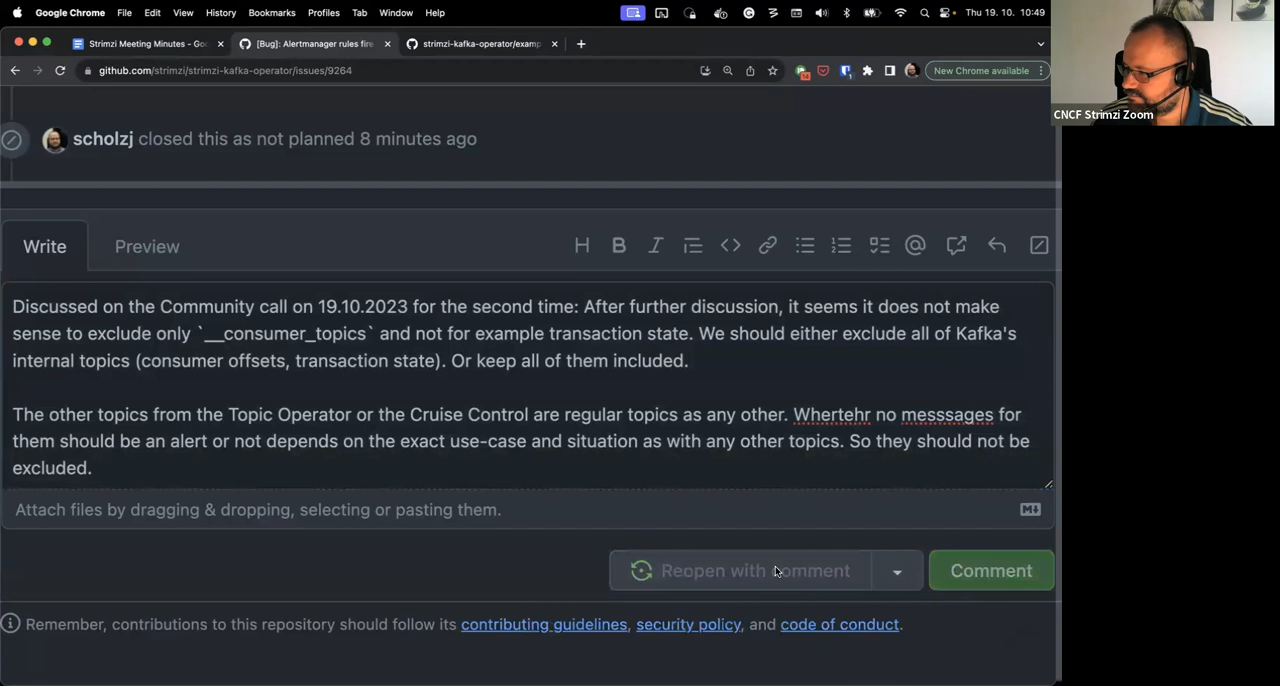 Google Chrome File Edit View History Bookmarks Profiles Tab Window Help Thu 19. 10. 10:49
Strimzi Meeting Minutes - Goo [Bug]: Alertmanager rules fire strimzi-kafka-operator/examp
github.com/strimzi/strimzi-kafka-operator/issues/9264 New Chrome available
CNCF Strimzi Zoom
scholzj closed this as not planned 8 minutes ago
Write Preview
Discussed on the Community call on 19.10.2023 for the second time: After further discussion, it seems it does not make
sense to exclude only `__consumer_topics` and not for example transaction state. We should either exclude all of Kafka's
internal topics (consumer offsets, transaction state). Or keep all of them included.
The other topics from the Topic Operator or the Cruise Control are regular topics as any other. Whertehr no messsages for
them should be an alert or not depends on the exact use-case and situation as with any other topics. So they should not be
excluded.
Attach files by dragging & dropping, selecting or pasting them.
Reopen with comment Comment
Remember, contributions to this repository should follow its contributing guidelines, security policy, and code of conduct.